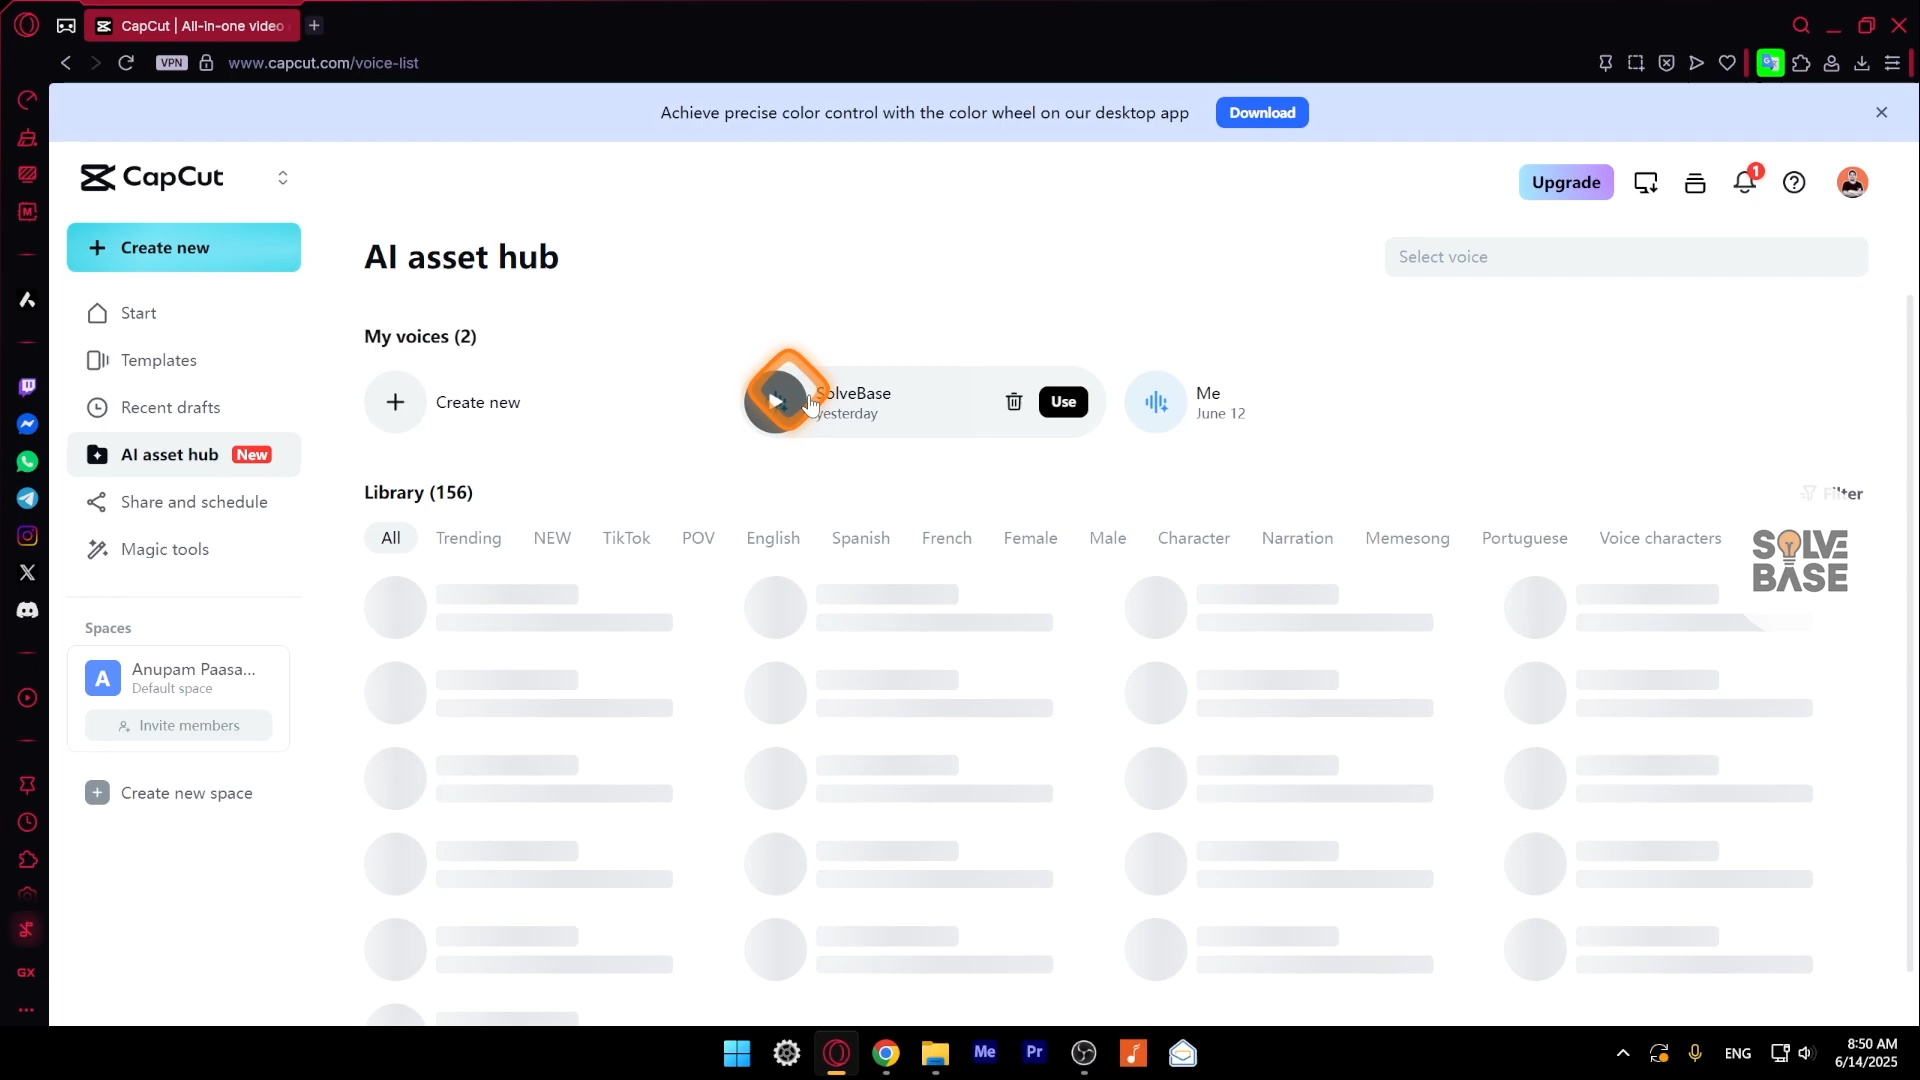 CapCut | All-in-one video
VPN
www.capcut.com/voice-list
Achieve precise color control with the color wheel on our desktop app
Download
CapCut
Upgrade
1
Create new
AI asset hub
Select voice
Start
Templates
Recent drafts
AI asset hub New
Share and schedule
Magic tools
My voices (2)
Create new
SolveBase
yesterday
Use
Me
June 12
Library (156)
Filter
All Trending NEW TikTok POV English Spanish French Female Male Character Narration Memesong Portuguese Voice characters
SOLVE
BASE
Spaces
A
Anupam Paasa...
Default space
Invite members
Create new space
GX
Me
Pr
ENG
8:50 AM
6/14/2025